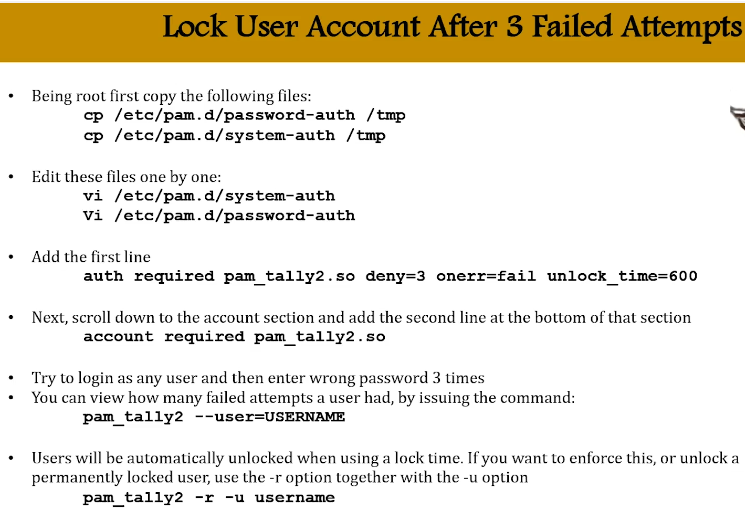 Lock User Account After 3 Failed Attempts
• Being root first copy the following files:
cp /etc/pam.d/password-auth /tmp
cp /etc/pam.d/system-auth /tmp
• Edit these files one by one:
vi /etc/pam.d/system-auth
Vi /etc/pam.d/password-auth
• Add the first line
auth required pam_tally2.so deny=3 onerr=fail unlock_time=600
• Next, scroll down to the account section and add the second line at the bottom of that section
account required pam_tally2.so
• Try to login as any user and then enter wrong password 3 times
• You can view how many failed attempts a user had, by issuing the command:
pam_tally2 --user=USERNAME
• Users will be automatically unlocked when using a lock time. If you want to enforce this, or unlock a
permanently locked user, use the -r option together with the -u option
pam_tally2 -r -u username